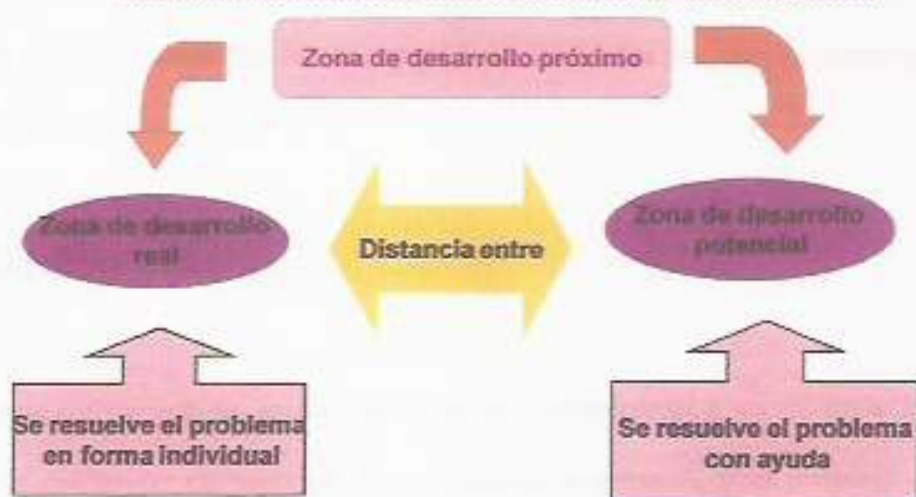 Zona de desarrollo próximo
Zona de desarrollo
real
Distancia entre
Zona de desarrollo
potencial
Se resuelve el problema
en forma individual
Se resuelve el problema
con ayuda